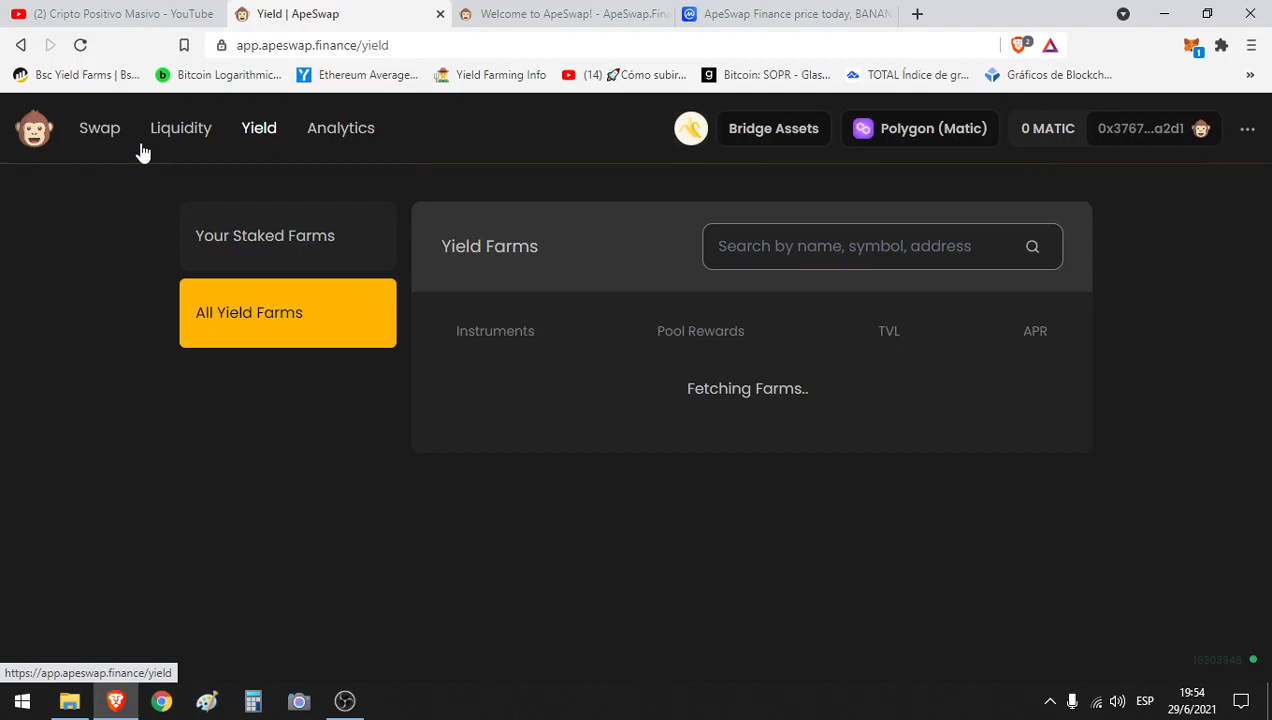 (2) Cripto Positivo Masivo - YouTube
Yield | ApeSwap
Welcome to ApeSwap! - ApeSwap.Fin
ApeSwap Finance price today, BANAN
app.apeswap.finance/yield
2
1
Bsc Yield Farms | Bs...
Bitcoin Logarithmic...
Ethereum Average...
Yield Farming Info
(14) 🚀Cómo subir...
Bitcoin: SOPR - Glas...
TOTAL Índice de gr...
Gráficos de Blockch...
Swap
Liquidity
Yield
Analytics
Bridge Assets
Polygon (Matic)
0 MATIC
0x3767...a2d1
Your Staked Farms
Yield Farms
Search by name, symbol, address
All Yield Farms
Instruments
Pool Rewards
TVL
APR
Fetching Farms..
16303948
https://app.apeswap.finance/yield
ESP
19:54
29/6/2021